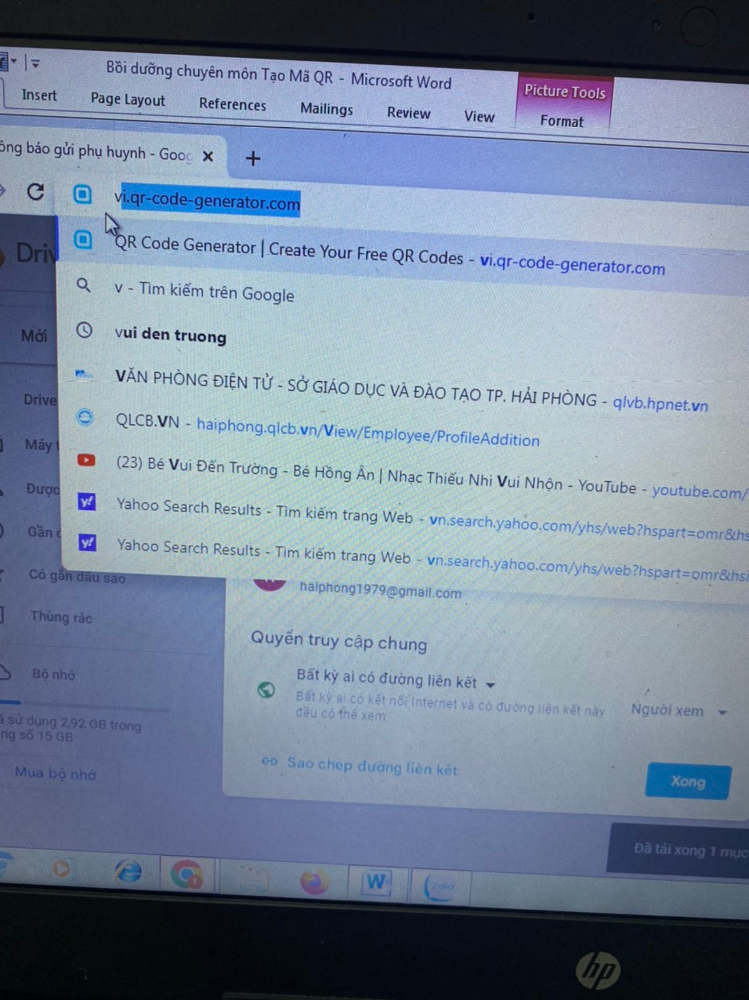 Bồi dưỡng chuyên môn Tạo Mã QR - Microsoft Word
Picture Tools
Insert Page Layout References Mailings Review View Format
ông báo gửi phụ huynh - Goog
vi.qr-code-generator.com
QR Code Generator | Create Your Free QR Codes - vi.qr-code-generator.com
v - Tìm kiếm trên Google
vui den truong
VĂN PHÒNG ĐIỆN TỬ - SỞ GIÁO DỤC VÀ ĐÀO TẠO TP. HẢI PHÒNG - qlvb.hpnet.vn
QLCB.VN - haiphong.qlcb.vn/View/Employee/ProfileAddition
(23) Bé Vui Đến Trường - Bé Hồng Ân | Nhạc Thiếu Nhi Vui Nhộn - YouTube - youtube.com/
Yahoo Search Results - Tìm kiếm trang Web - vn.search.yahoo.com/yhs/web?hspart=omr&hs
Yahoo Search Results - Tìm kiếm trang Web - vn.search.yahoo.com/yhs/web?hspart=omr&hsi
Driv
Mới
Drive
Máy t
Được
Gần đ
Có gắn dấu sao
Thùng rác
Bộ nhớ
ã sử dụng 2,92 GB trong
ng số 15 GB
Mua bộ nhớ
haiphong1979@gmail.com
Quyền truy cập chung
Bất kỳ ai có đường liên kết
Bất kỳ ai có kết nối Internet và có đường liên kết này
đều có thể xem
Người xem
Sao chép đường liên kết
Xong
Đã tải xong 1 mục
Zalo
hp